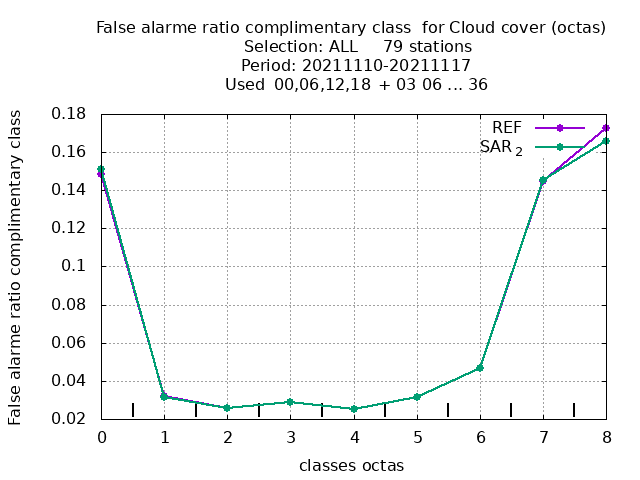 False alarme ratio complimentary class  for Cloud cover (octas)
Selection: ALL     79 stations
Period: 20211110-20211117
Used  00,06,12,18 + 03 06 ... 36
False alarme ratio complimentary class
0.18
0.16
0.14
0.12
0.1
0.08
0.06
0.04
0.02
REF
SAR 2
0 1 2 3 4 5 6 7 8
classes octas